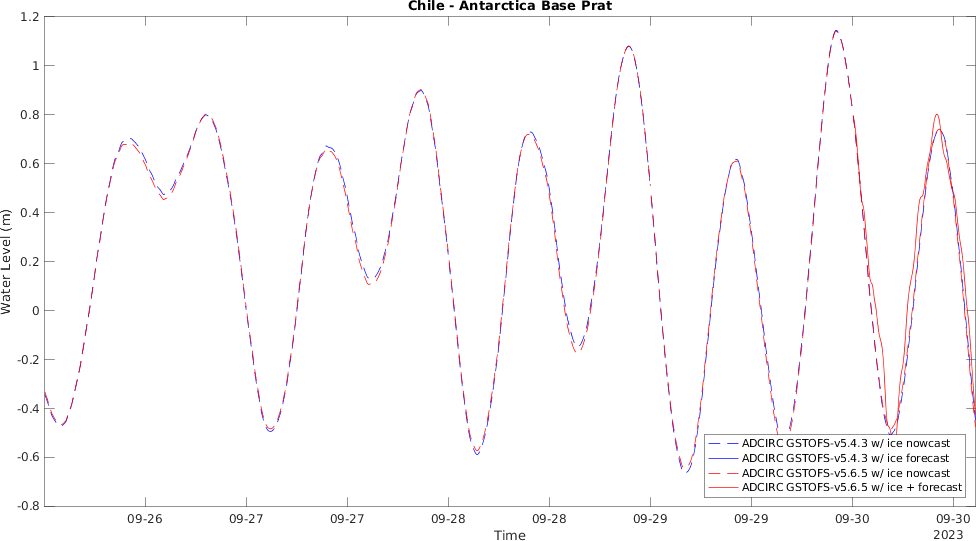 Chile - Antarctica Base Prat
1.2
1
0.8
0.6
0.4
0.2
0
-0.2
-0.4
-0.6
-0.8
Water Level (m)
ADCIRC GSTOFS-v5.4.3 w/ ice nowcast
ADCIRC GSTOFS-v5.4.3 w/ ice forecast
ADCIRC GSTOFS-v5.6.5 w/ ice nowcast
ADCIRC GSTOFS-v5.6.5 w/ ice + forecast
09-26 09-27 09-27 09-28 09-28 09-29 09-29 09-30 09-30
2023
Time